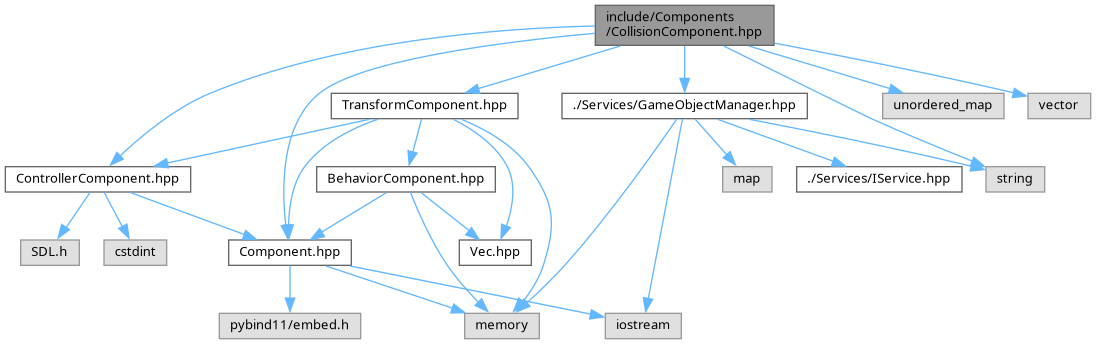 include/Components
/CollisionComponent.hpp
TransformComponent.hpp
./Services/GameObjectManager.hpp
unordered_map
vector
ControllerComponent.hpp
BehaviorComponent.hpp
map
./Services/IService.hpp
string
SDL.h
cstdint
Component.hpp
Vec.hpp
pybind11/embed.h
memory
iostream